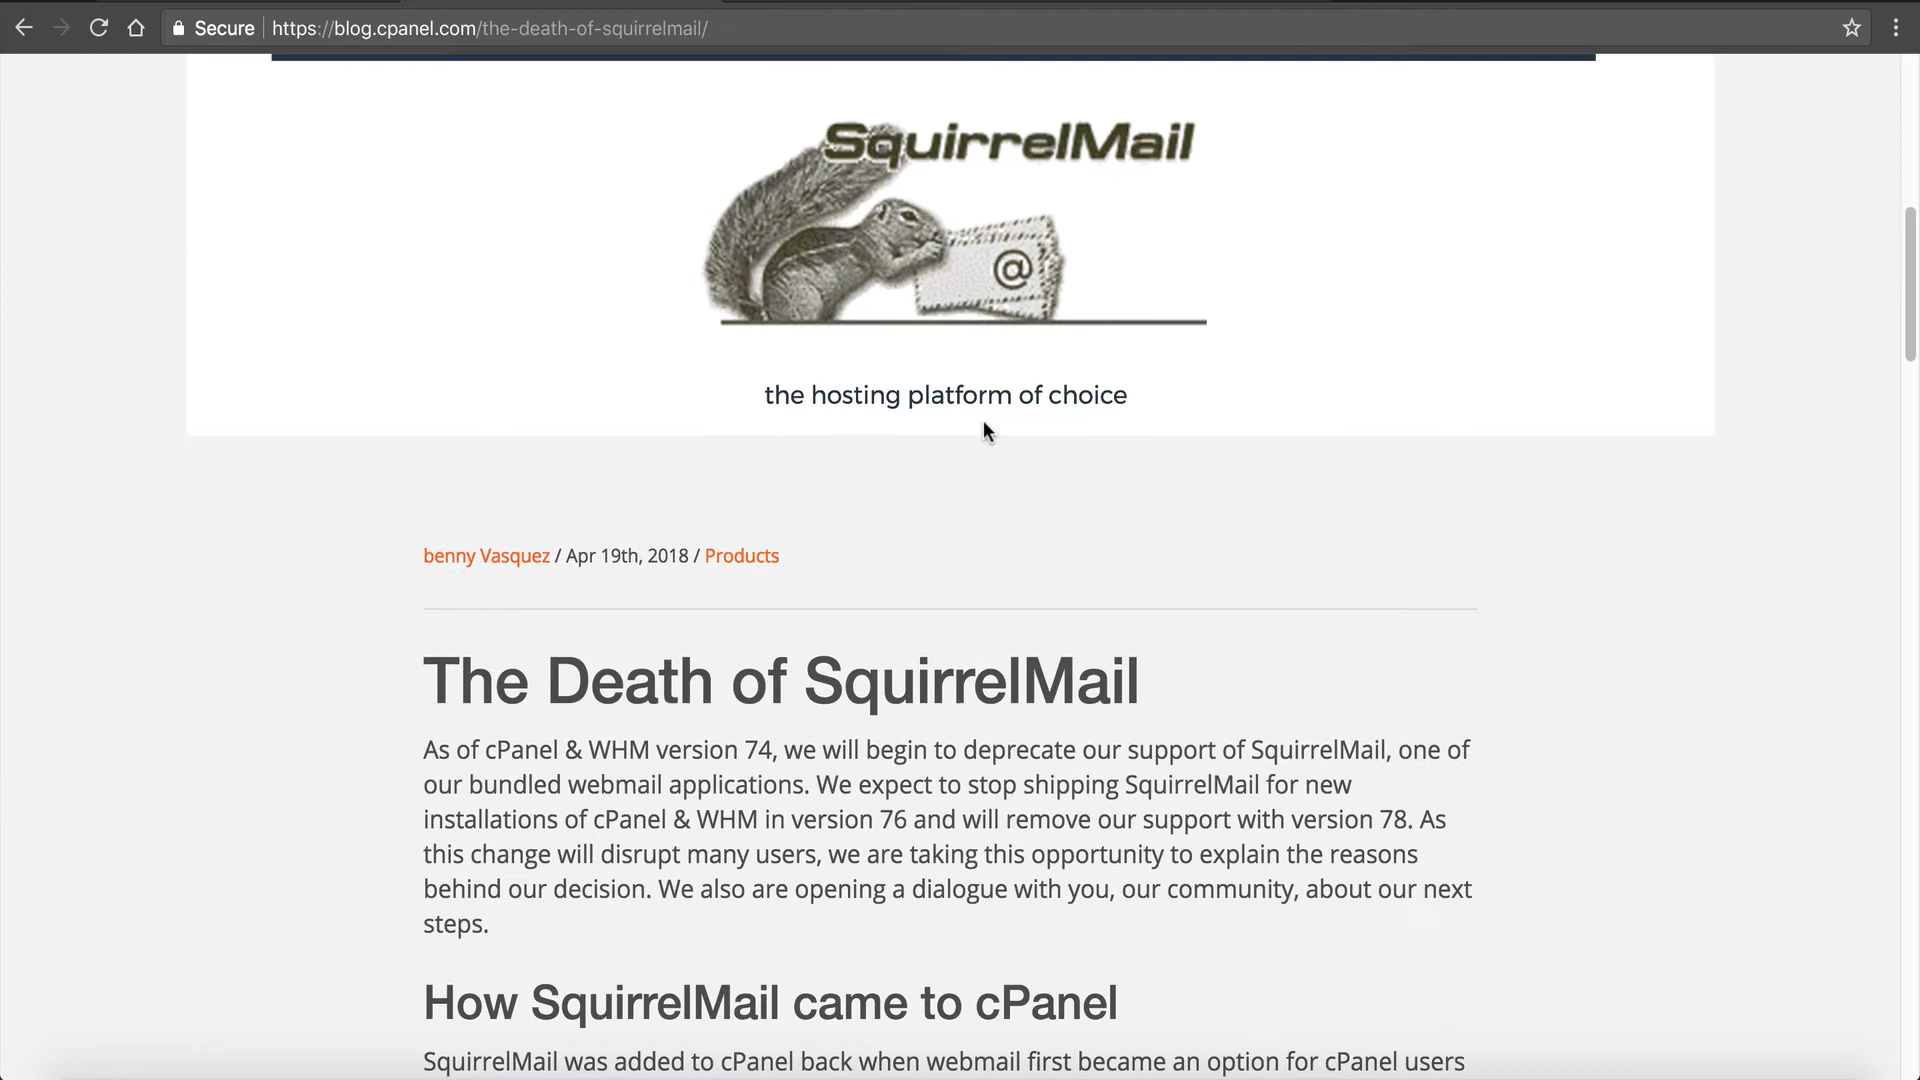 Secure https://blog.cpanel.com/the-death-of-squirrelmail/
SquirrelMail
@
the hosting platform of choice
benny Vasquez / Apr 19th, 2018 / Products
The Death of SquirrelMail
As of cPanel & WHM version 74, we will begin to deprecate our support of SquirrelMail, one of
our bundled webmail applications. We expect to stop shipping SquirrelMail for new
installations of cPanel & WHM in version 76 and will remove our support with version 78. As
this change will disrupt many users, we are taking this opportunity to explain the reasons
behind our decision. We also are opening a dialogue with you, our community, about our next
steps.
How SquirrelMail came to cPanel
SquirrelMail was added to cPanel back when webmail first became an option for cPanel users